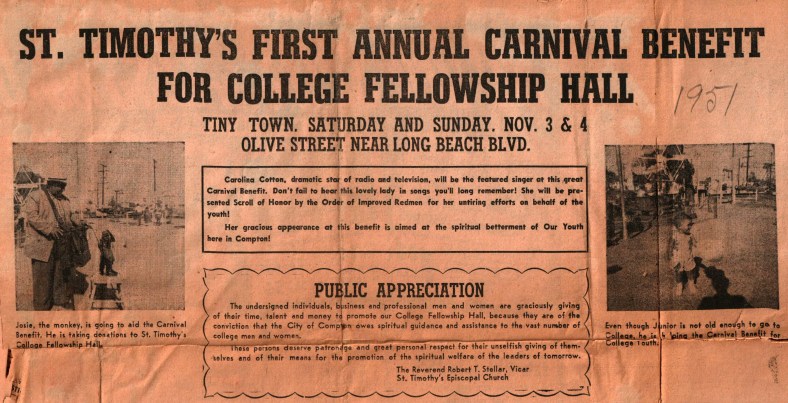 ST. TIMOTHY'S FIRST ANNUAL CARNIVAL BENEFIT
FOR COLLEGE FELLOWSHIP HALL
1951
TINY TOWN. SATURDAY AND SUNDAY. NOV. 3 & 4
OLIVE STREET NEAR LONG BEACH BLVD.
Carolina Cotton, dramatic star of radio and television, will be the featured singer at this great
Carnival Benefit. Don't fail to hear this lovely lady in songs you'll long remember! She will be pre-
sented Scroll of Honor by the Order of Improved Redmen for her untiring efforts on behalf of the
youth!
Her gracious appearance at this benefit is aimed at the spiritual betterment of Our Youth
here in Compton!
Josie, the monkey, is going to aid the Carnival
Benefit. He is taking donations to St. Timothy's
College Fellowship Hall.
PUBLIC APPRECIATION
The undersigned individuals, business and professional men and women are graciously giving
of their time, talent and money to promote our College Fellowship Hall, because they are of the
conviction that the City of Compton owes spiritual guidance and assistance to the vast number of
college men and women.
These persons deserve patronage and great personal respect for their unselfish giving of them-
selves and of their means for the promotion of the spiritual welfare of the leaders of tomorrow.
The Reverend Robert T. Stellar, Vicar
St. Timothy's Episcopal Church
Even though Junior is not old enough to go to
College, he is helping the Carnival Benefit for
College Youth.